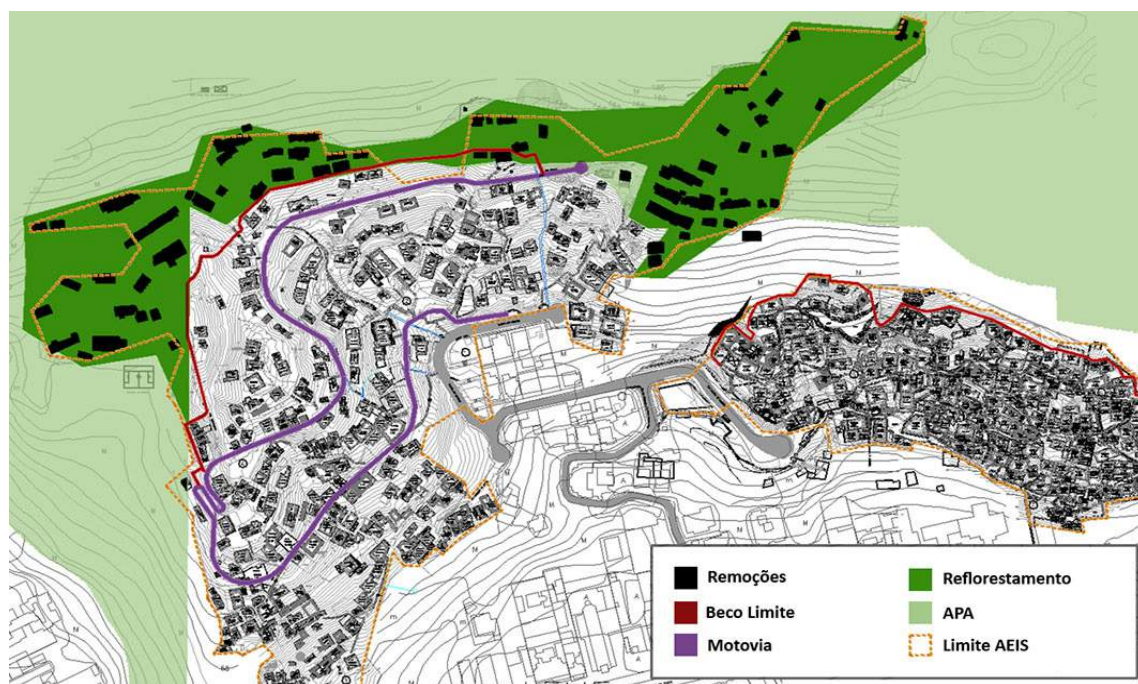 Remoções
Beco Limite
Motovia
Reflorestamento
APA
Limite AEIS